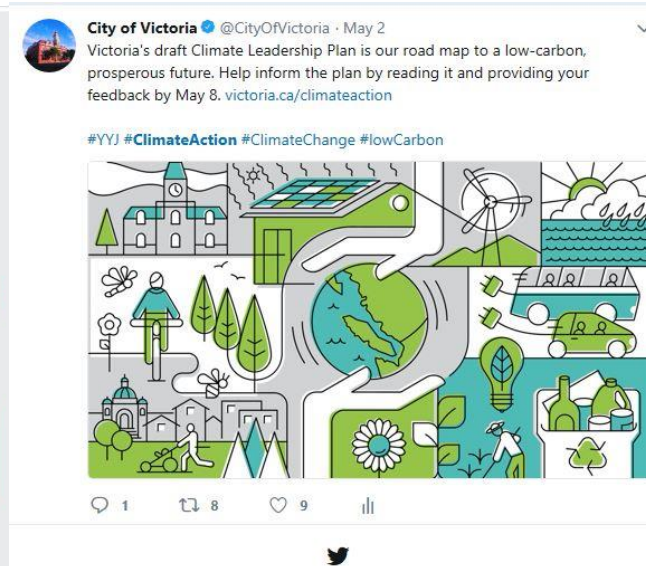 City of Victoria @CityOfVictoria · May 2
Victoria's draft Climate Leadership Plan is our road map to a low-carbon,
prosperous future. Help inform the plan by reading it and providing your
feedback by May 8. victoria.ca/climateaction
#YYJ #ClimateAction #ClimateChange #lowCarbon
1 8 9